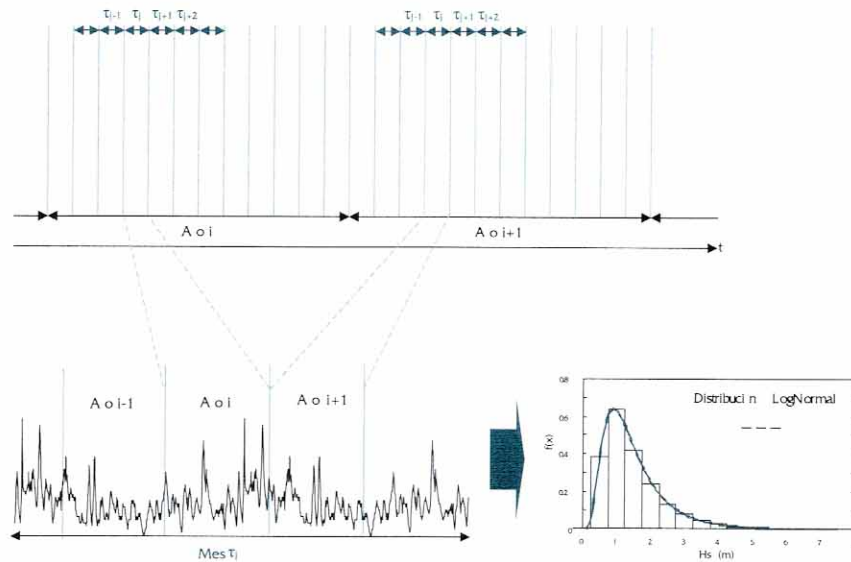 τj-1 τj τj+1 τj+2 τj-1 τj τj+1 τj+2
A o i A o i+1
t
A o i-1 A o i A o i+1
Mes τj
0.8
0.6
0.4
0.2
0
f(x)
Distribuci n LogNormal
0 1 2 3 4 5 6 7
Hs (m)